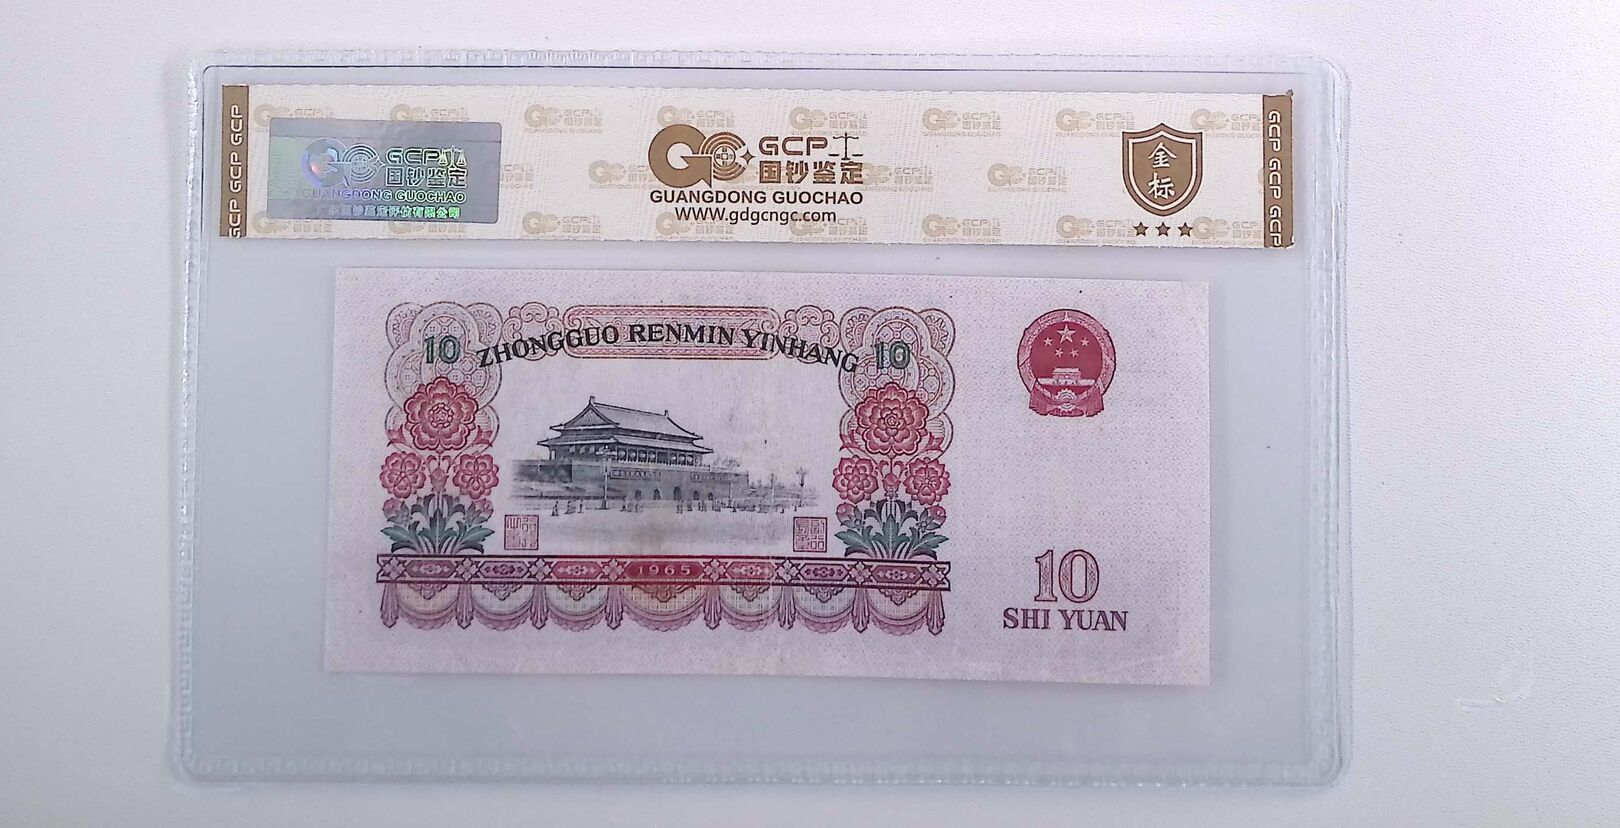 GCP GCP GCP
GCP
国钞鉴定
GUANGDONG GUOCHAO
GCP
国钞鉴定
GUANGDONG GUOCHAO
www.gdgcngc.com
金标
GCP GCP GCP
10 ZHONGGUO RENMIN YINHANG 10
1965
10
SHI YUAN